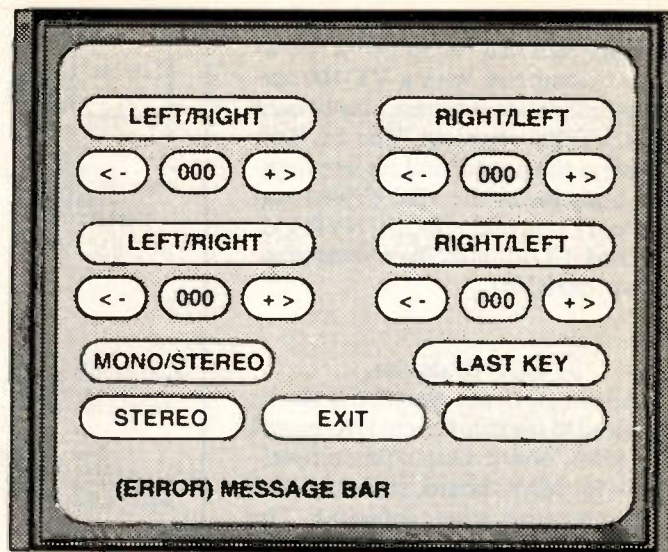 LEFT/RIGHT RIGHT/LEFT
< - 000 + > < - 000 + >
LEFT/RIGHT RIGHT/LEFT
< - 000 + > < - 000 + >
MONO/STEREO LAST KEY
STEREO EXIT
(ERROR) MESSAGE BAR